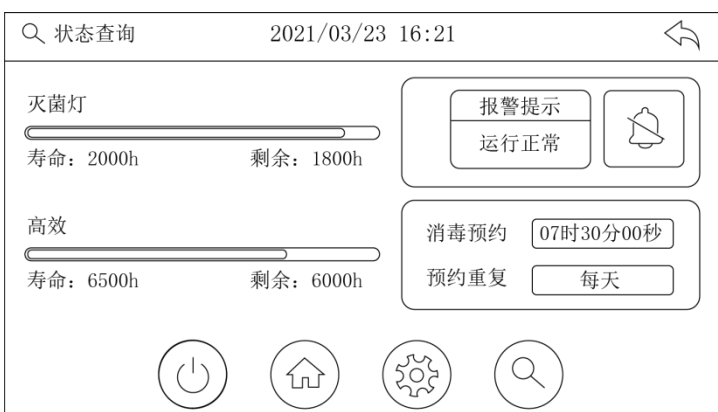 状态查询 2021/03/23 16:21
灭菌灯
寿命：2000h 剩余：1800h
高效
寿命：6500h 剩余：6000h
报警提示
运行正常
消毒预约 07时30分00秒
预约重复 每天